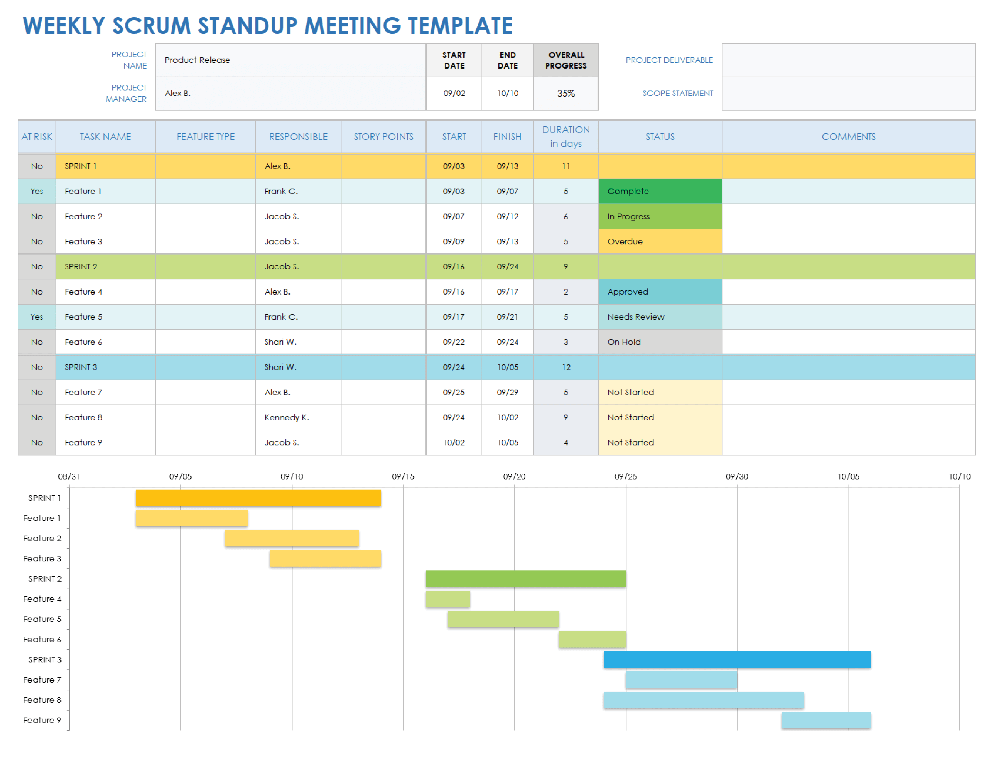 WEEKLY SCRUM STANDUP MEETING TEMPLATE
PROJECT NAME Product Release START DATE END DATE OVERALL PROGRESS PROJECT DELIVERABLE
PROJECT MANAGER Alex B. 09/02 10/10 35% SCOPE STATEMENT
AT RISK TASK NAME FEATURE TYPE RESPONSIBLE STORY POINTS START FINISH DURATION in days STATUS COMMENTS
No SPRINT 1 Alex B. 09/03 09/13 11
Yes Feature 1 Frank C. 09/03 09/07 5 Complete
No Feature 2 Jacob S. 09/07 09/12 6 In Progress
No Feature 3 Jacob S. 09/09 09/13 5 Overdue
No SPRINT 2 Jacob S. 09/16 09/24 9
No Feature 4 Alex B. 09/16 09/17 2 Approved
Yes Feature 5 Frank C. 09/17 09/21 5 Needs Review
No Feature 6 Shari W. 09/22 09/24 3 On Hold
No SPRINT 3 Shari W. 09/24 10/05 12
No Feature 7 Alex B. 09/25 09/29 5 Not Started
No Feature 8 Kennedy K. 09/24 10/02 9 Not Started
No Feature 9 Jacob S. 10/02 10/05 4 Not Started
08/31 09/05 09/10 09/15 09/20 09/25 09/30 10/05 10/10
SPRINT 1
Feature 1
Feature 2
Feature 3
SPRINT 2
Feature 4
Feature 5
Feature 6
SPRINT 3
Feature 7
Feature 8
Feature 9